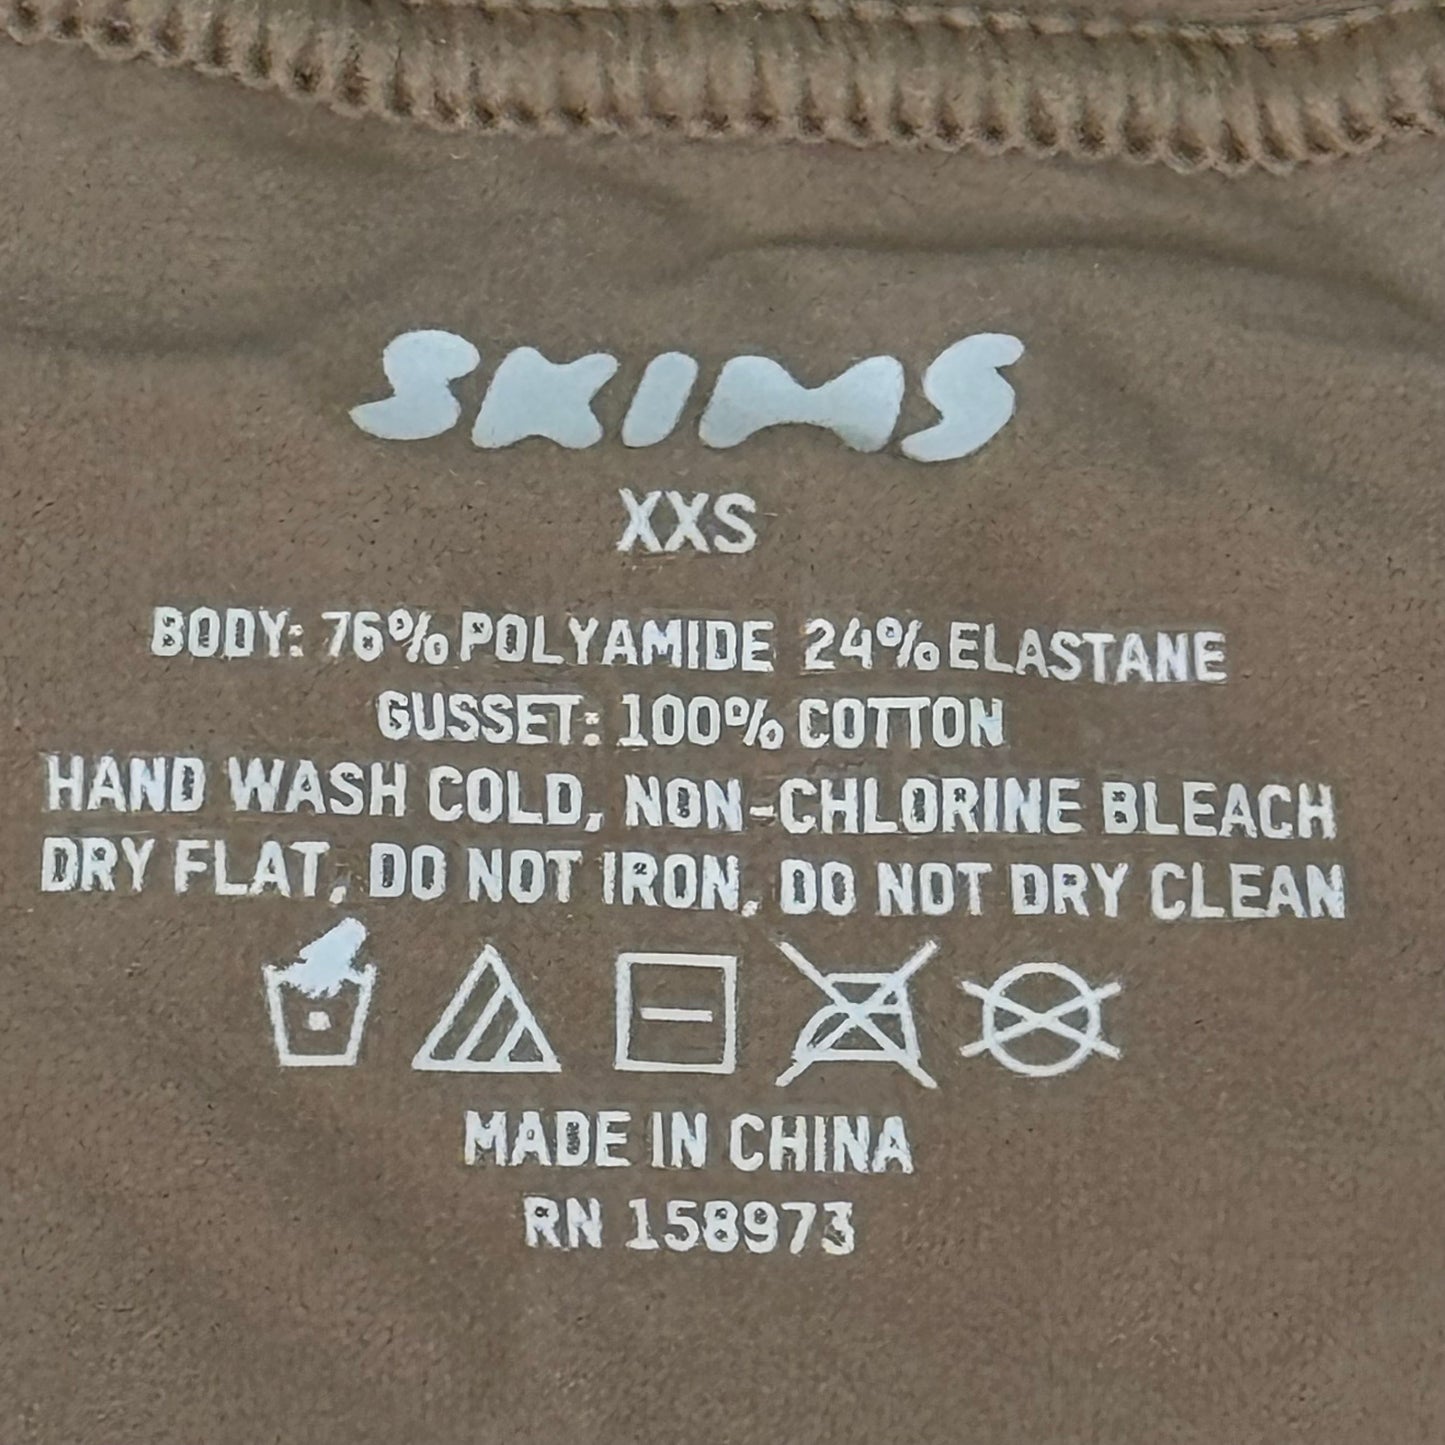 SKIMS
XXS
BODY: 76% POLYAMIDE 24% ELASTANE
GUSSET: 100% COTTON
HAND WASH COLD, NON-CHLORINE BLEACH
DRY FLAT, DO NOT IRON, DO NOT DRY CLEAN
MADE IN CHINA
RN 158973